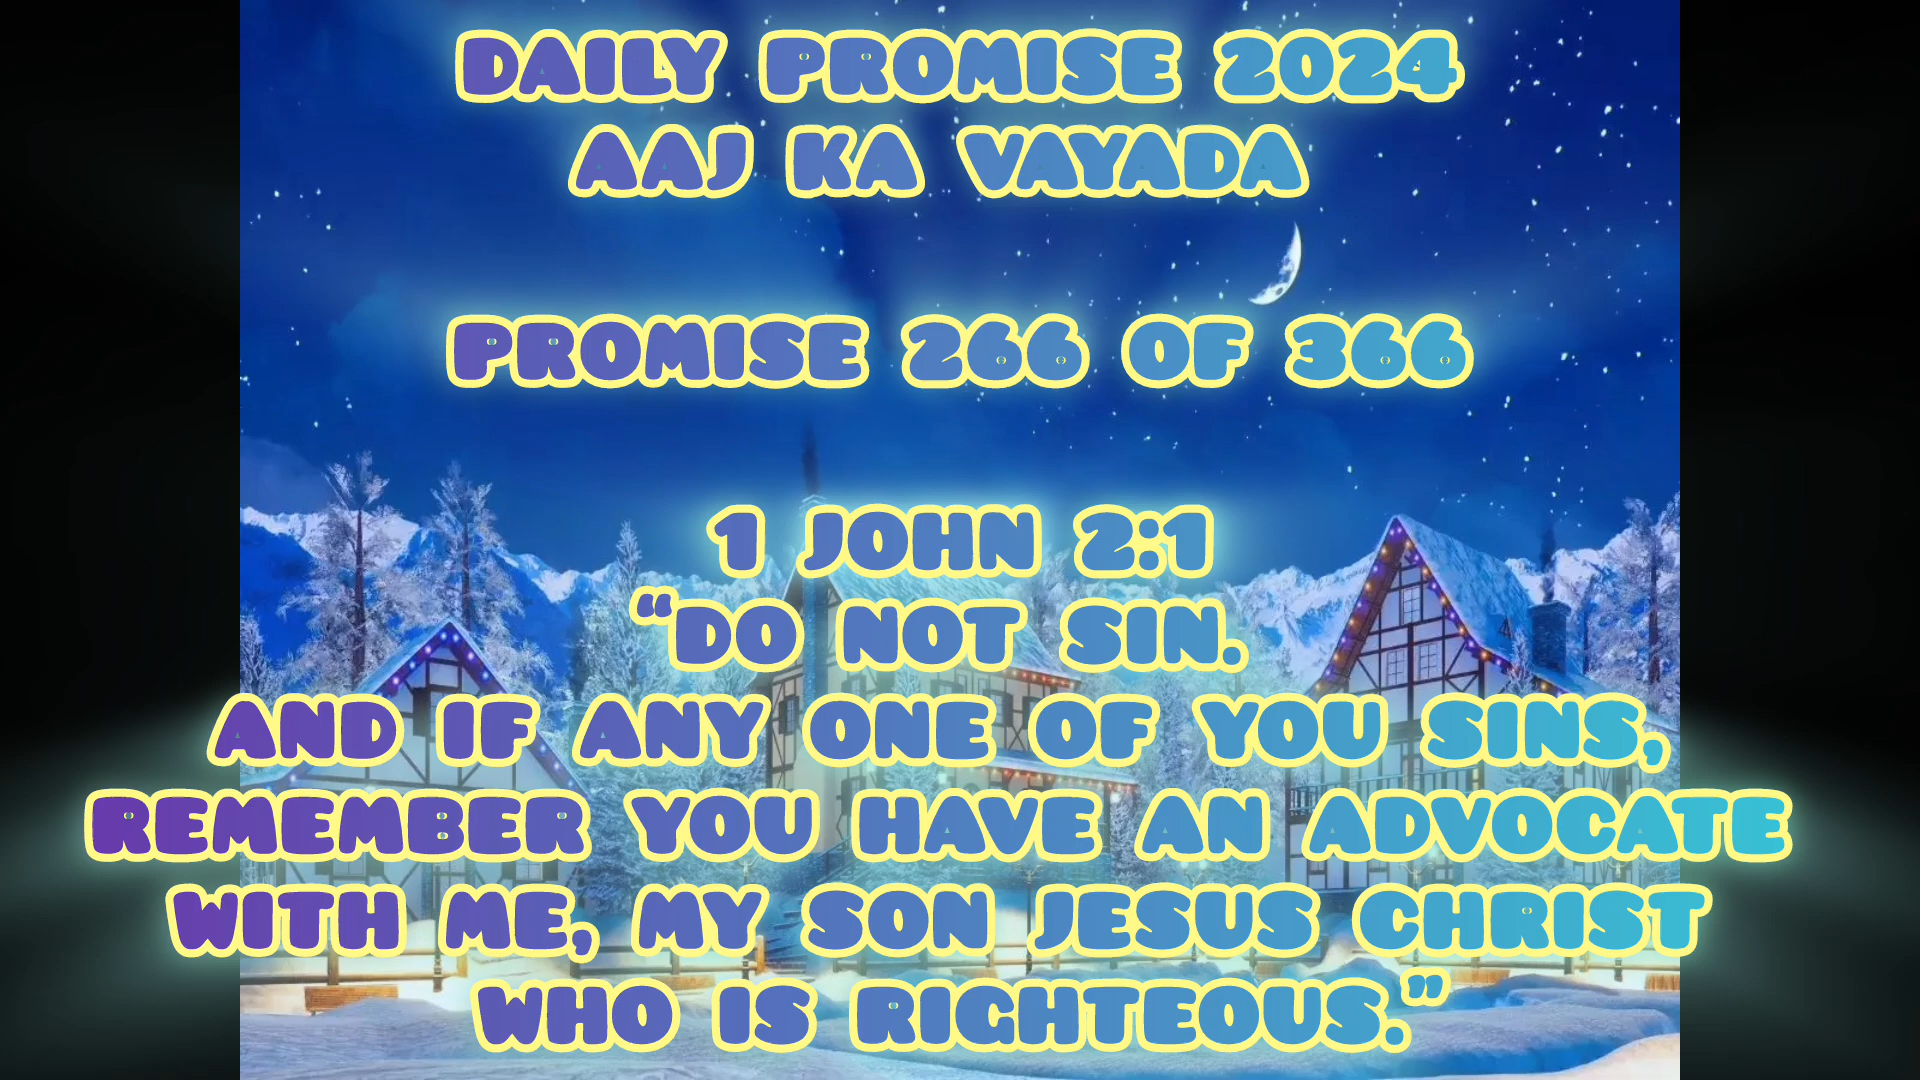 DAILY PROMISE 2024
AAJ KA VAYADA
PROMISE 266 OF 366
1 JOHN 2:1
“DO NOT SIN.
AND IF ANY ONE OF YOU SINS,
REMEMBER YOU HAVE AN ADVOCATE
WITH ME, MY SON JESUS CHRIST
WHO IS RIGHTEOUS.”